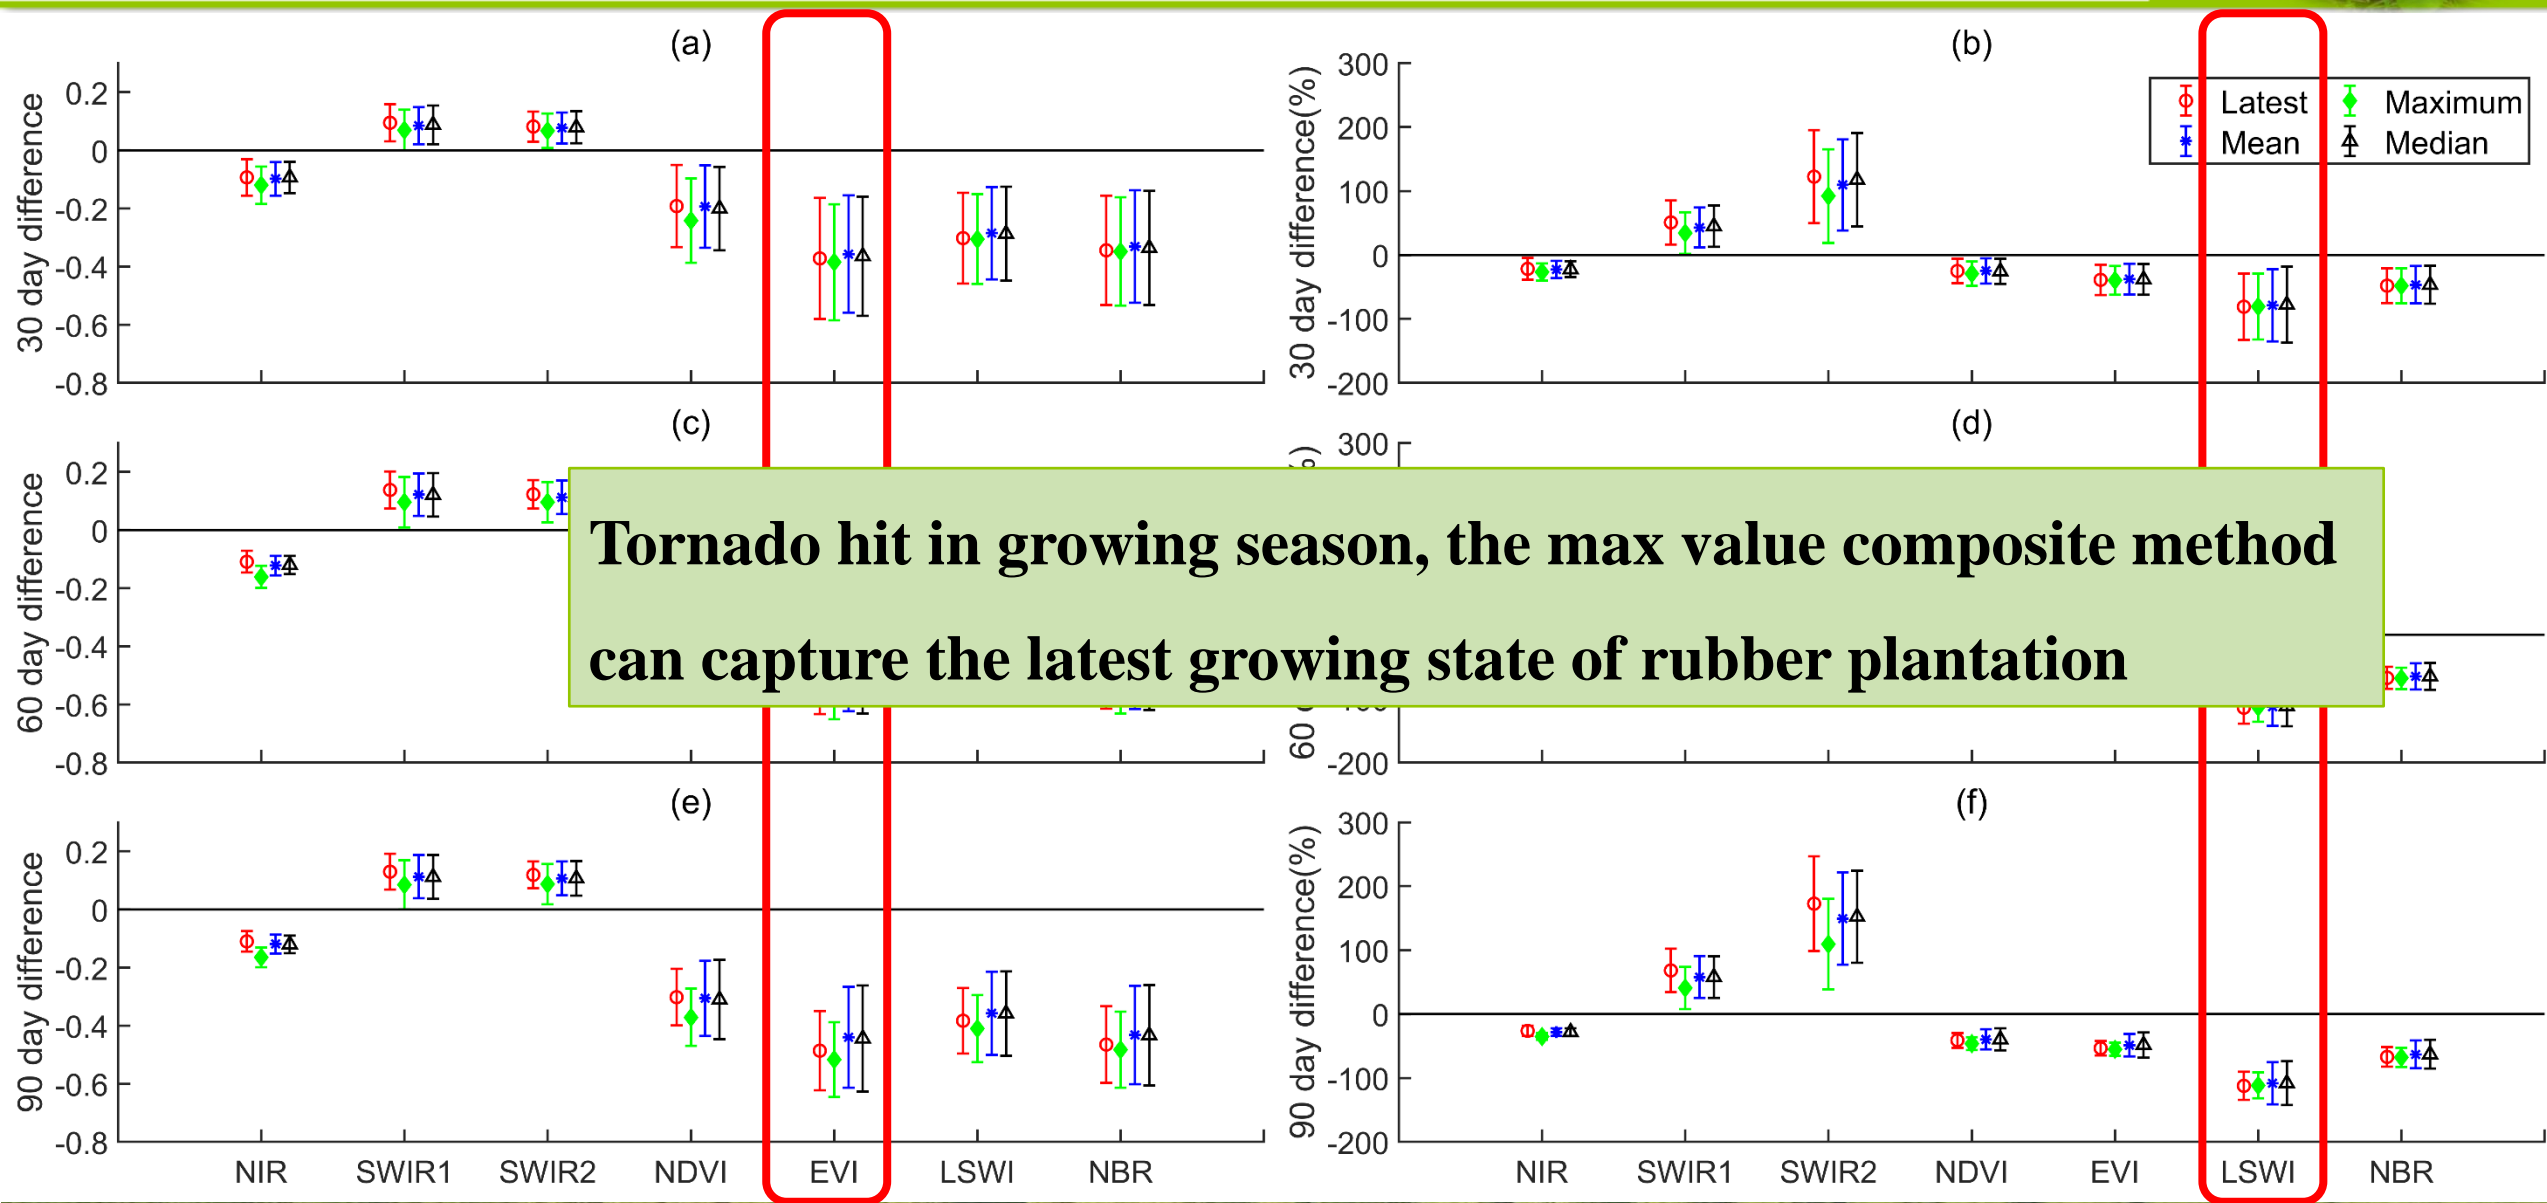 (a)
30 day difference
0.2
0
-0.2
-0.4
-0.6
-0.8
(b)
30 day difference(%)
300
200
100
0
-100
-200
Latest
Maximum
Mean
Median
(c)
60 day difference
0.2
0
-0.2
-0.4
-0.6
-0.8
(d)
300
60
-200
Tornado hit in growing season, the max value composite method
can capture the latest growing state of rubber plantation
(e)
90 day difference
0.2
0
-0.2
-0.4
-0.6
-0.8
NIR SWIR1 SWIR2 NDVI EVI LSWI NBR
(f)
90 day difference(%)
300
200
100
0
-100
-200
NIR SWIR1 SWIR2 NDVI EVI LSWI NBR